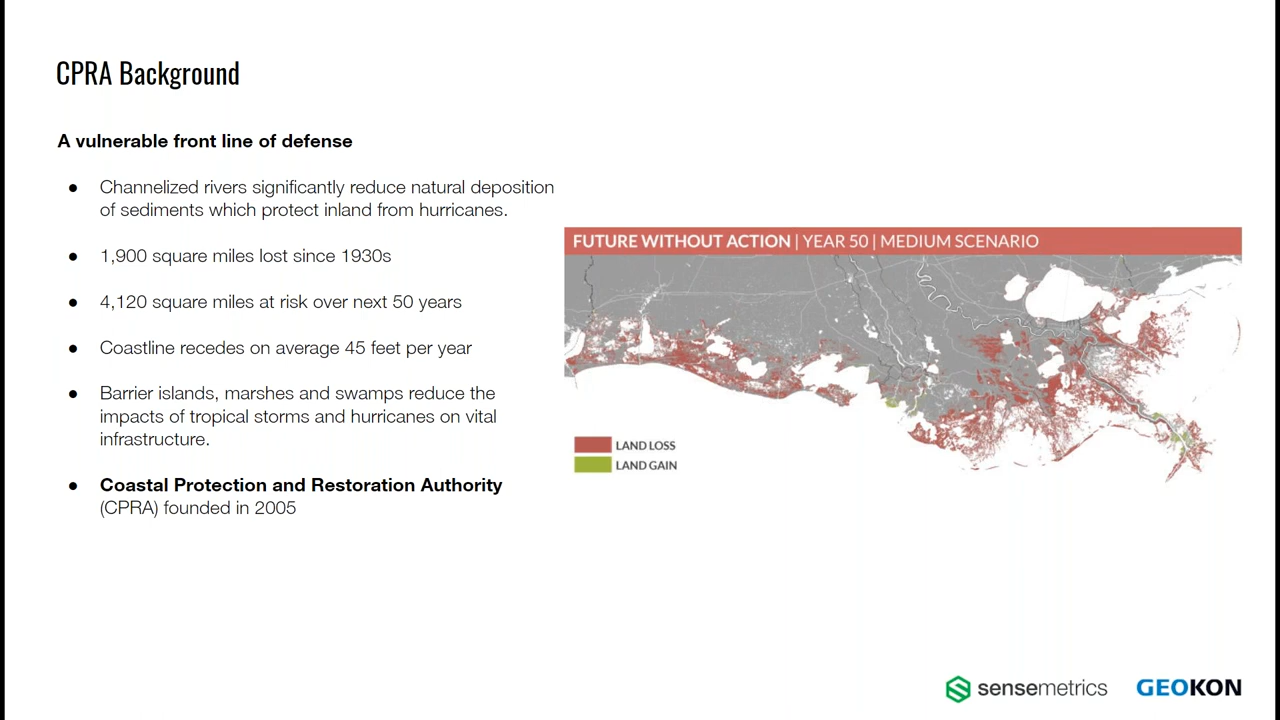 CPRA Background
A vulnerable front line of defense
● Channelized rivers significantly reduce natural deposition
of sediments which protect inland from hurricanes.
● 1,900 square miles lost since 1930s
● 4,120 square miles at risk over next 50 years
● Coastline recedes on average 45 feet per year
● Barrier islands, marshes and swamps reduce the
impacts of tropical storms and hurricanes on vital
infrastructure.
● Coastal Protection and Restoration Authority
(CPRA) founded in 2005
FUTURE WITHOUT ACTION | YEAR 50 | MEDIUM SCENARIO
LAND LOSS
LAND GAIN
sensemetrics
GEOKON